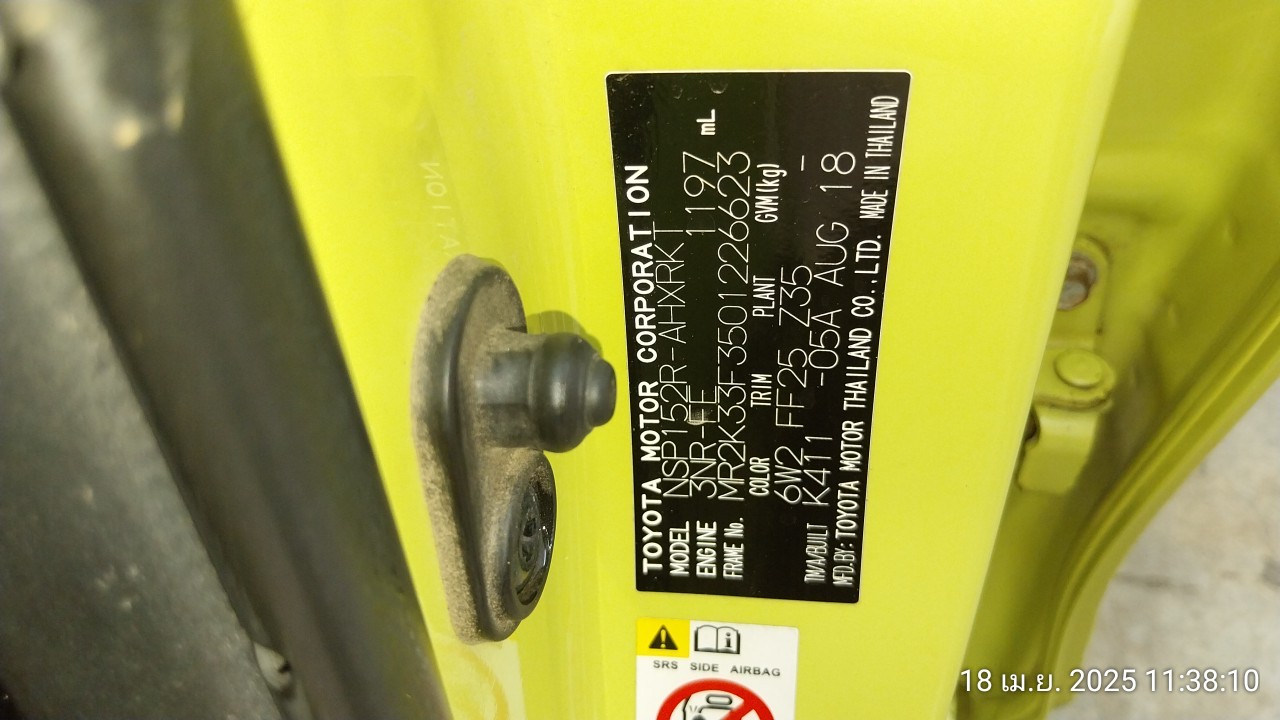 TOYOTA MOTOR CORPORATION
MODEL NSP152R-AHXRKT
ENGINE 3NR-FE 1197 mL
FRAME No. MR2K33F3501226623
COLOR TRIM PLANT GVM(kg)
6W2 FF25 Z35 -
T/A/BUILT K411 -05A AUG 18
MFD.BY:TOYOTA MOTOR THAILAND CO.,LTD. MADE IN THAILAND
SRS SIDE AIRBAG
18 เม.ย. 2025 11:38:10